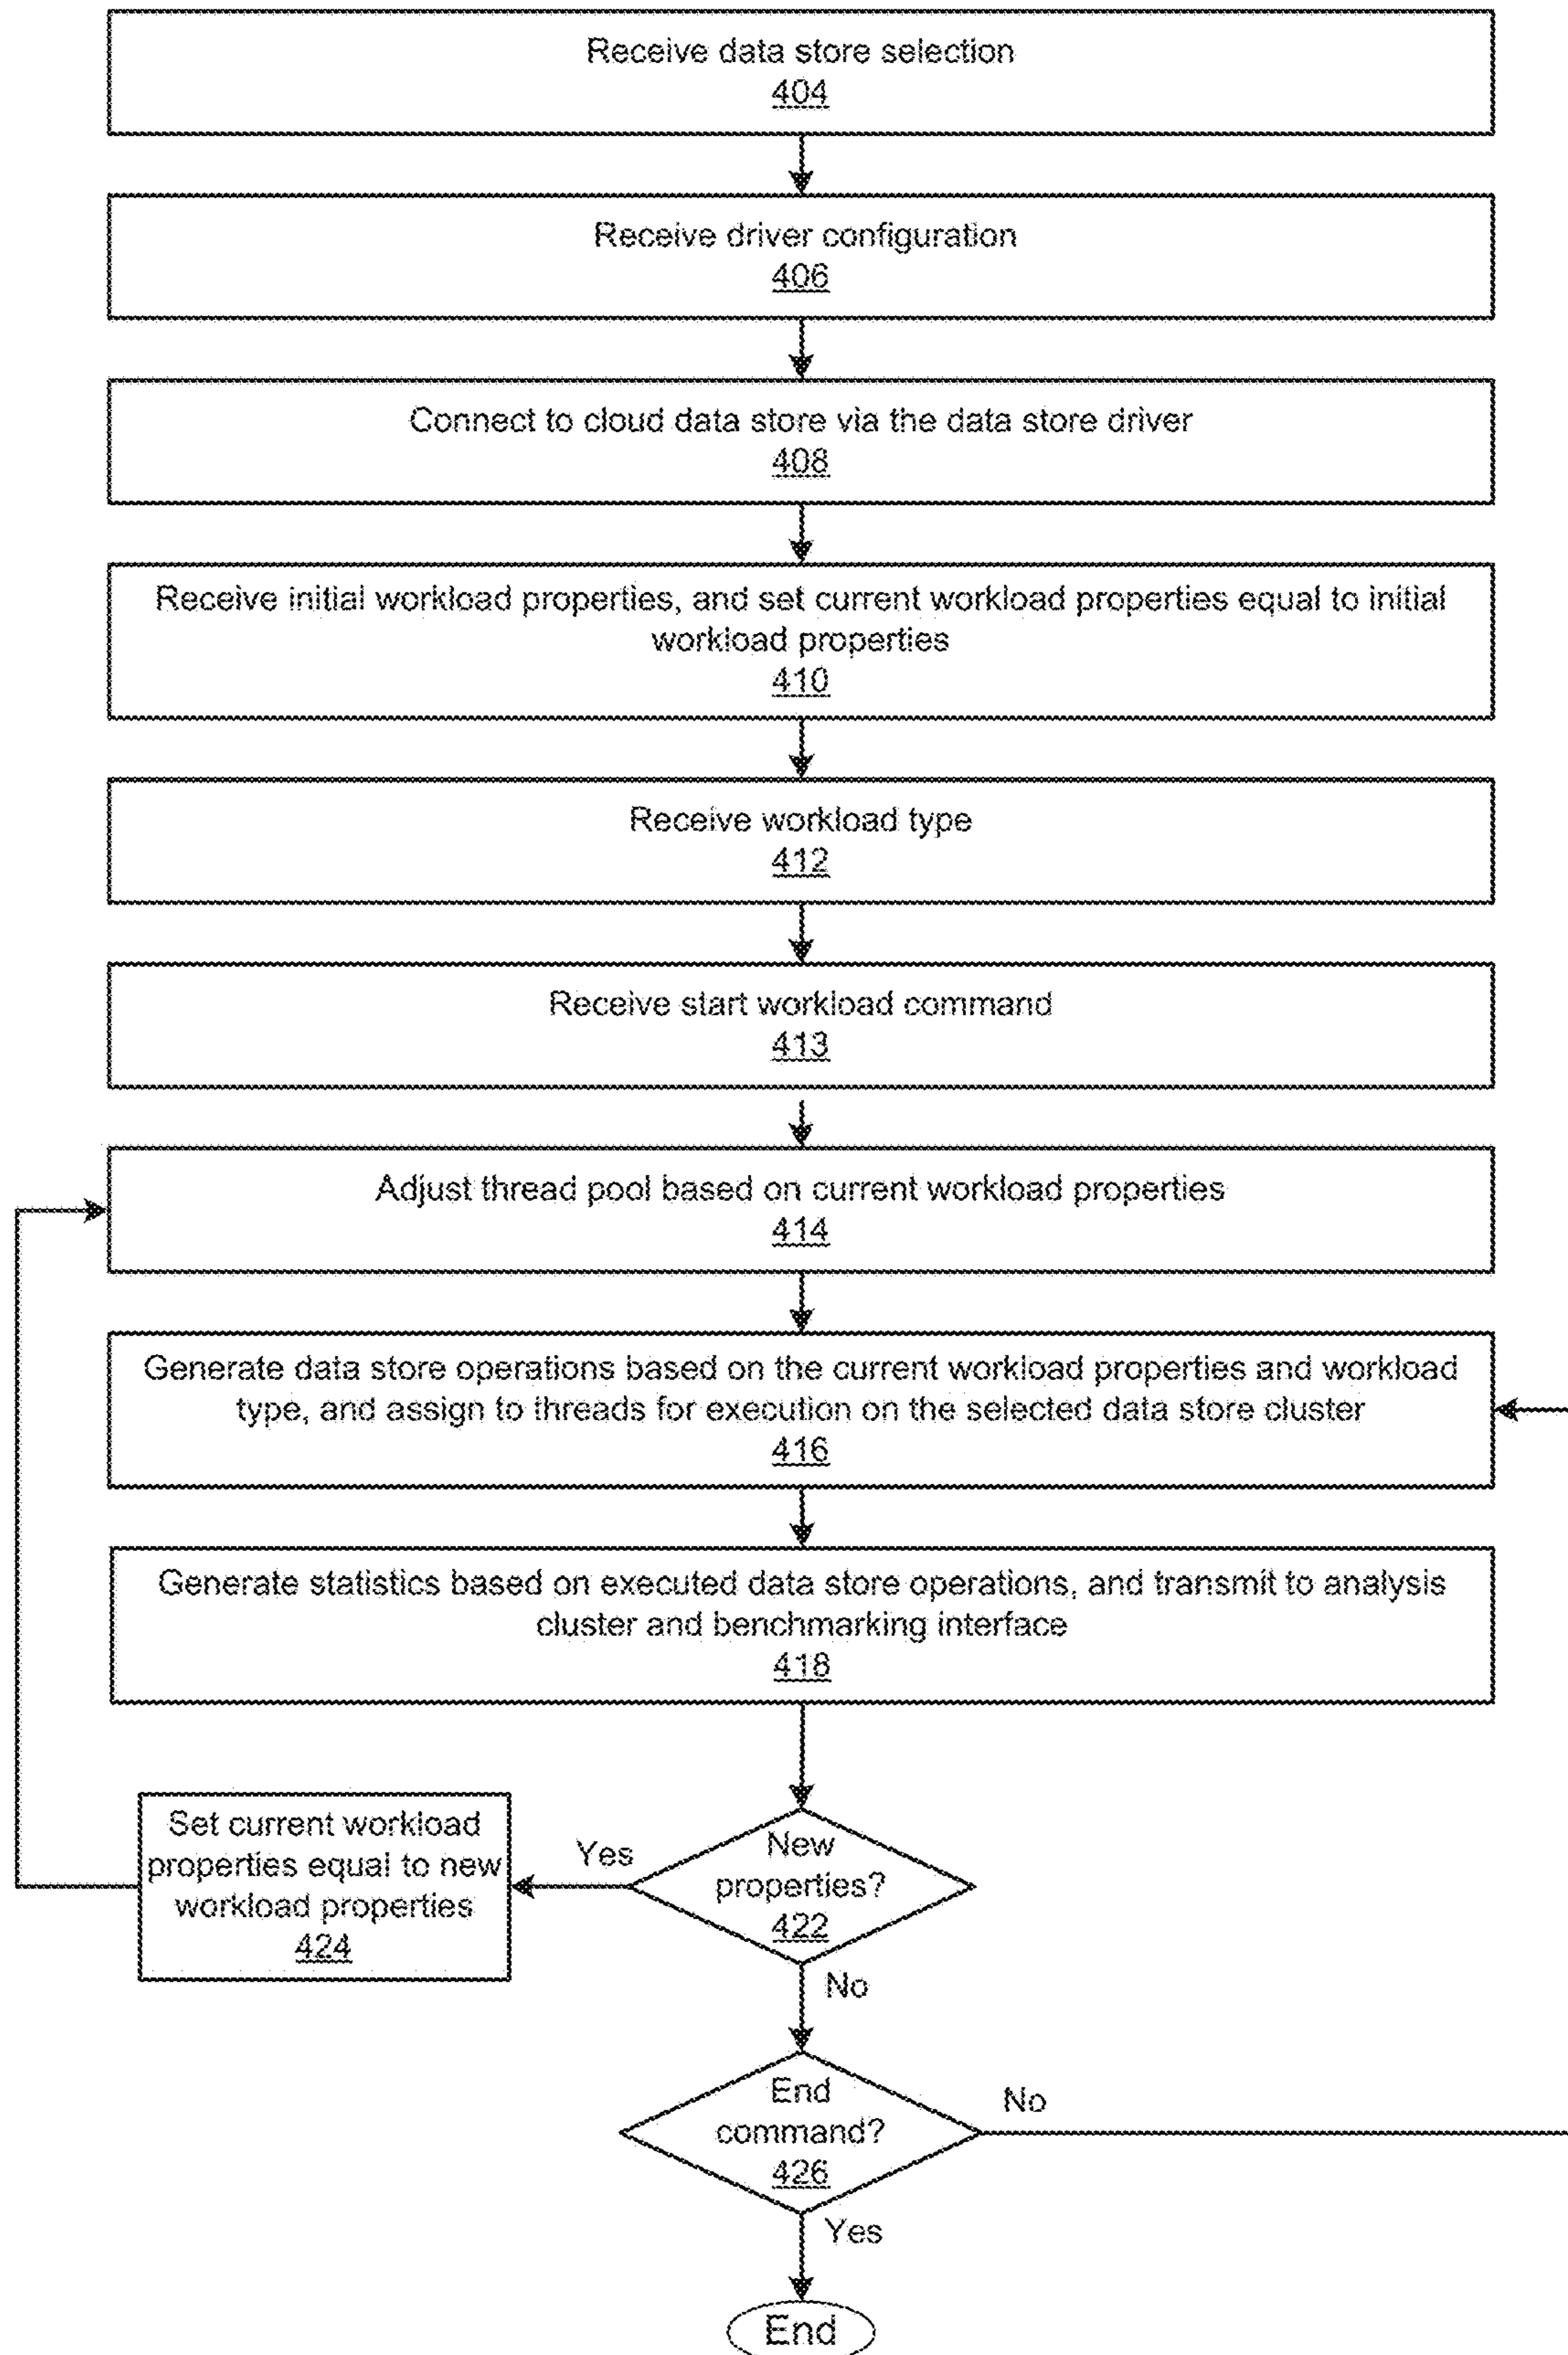 Receive data store selection
404
Receive driver configuration
406
Connect to cloud data store via the data store driver
408
Receive initial workload properties, and set current workload properties equal to initial
workload properties
410
Receive workload type
412
Receive start workload command
413
Adjust thread pool based on current workload properties
414
Generate data store operations based on the current workload properties and workload
type, and assign to threads for execution on the selected data store cluster
416
Generate statistics based on executed data store operations, and transmit to analysis
cluster and benchmarking interface
418
Set current workload
properties equal to new
workload properties
424
Yes
New
properties?
422
No
End
command?
426
No
Yes
End